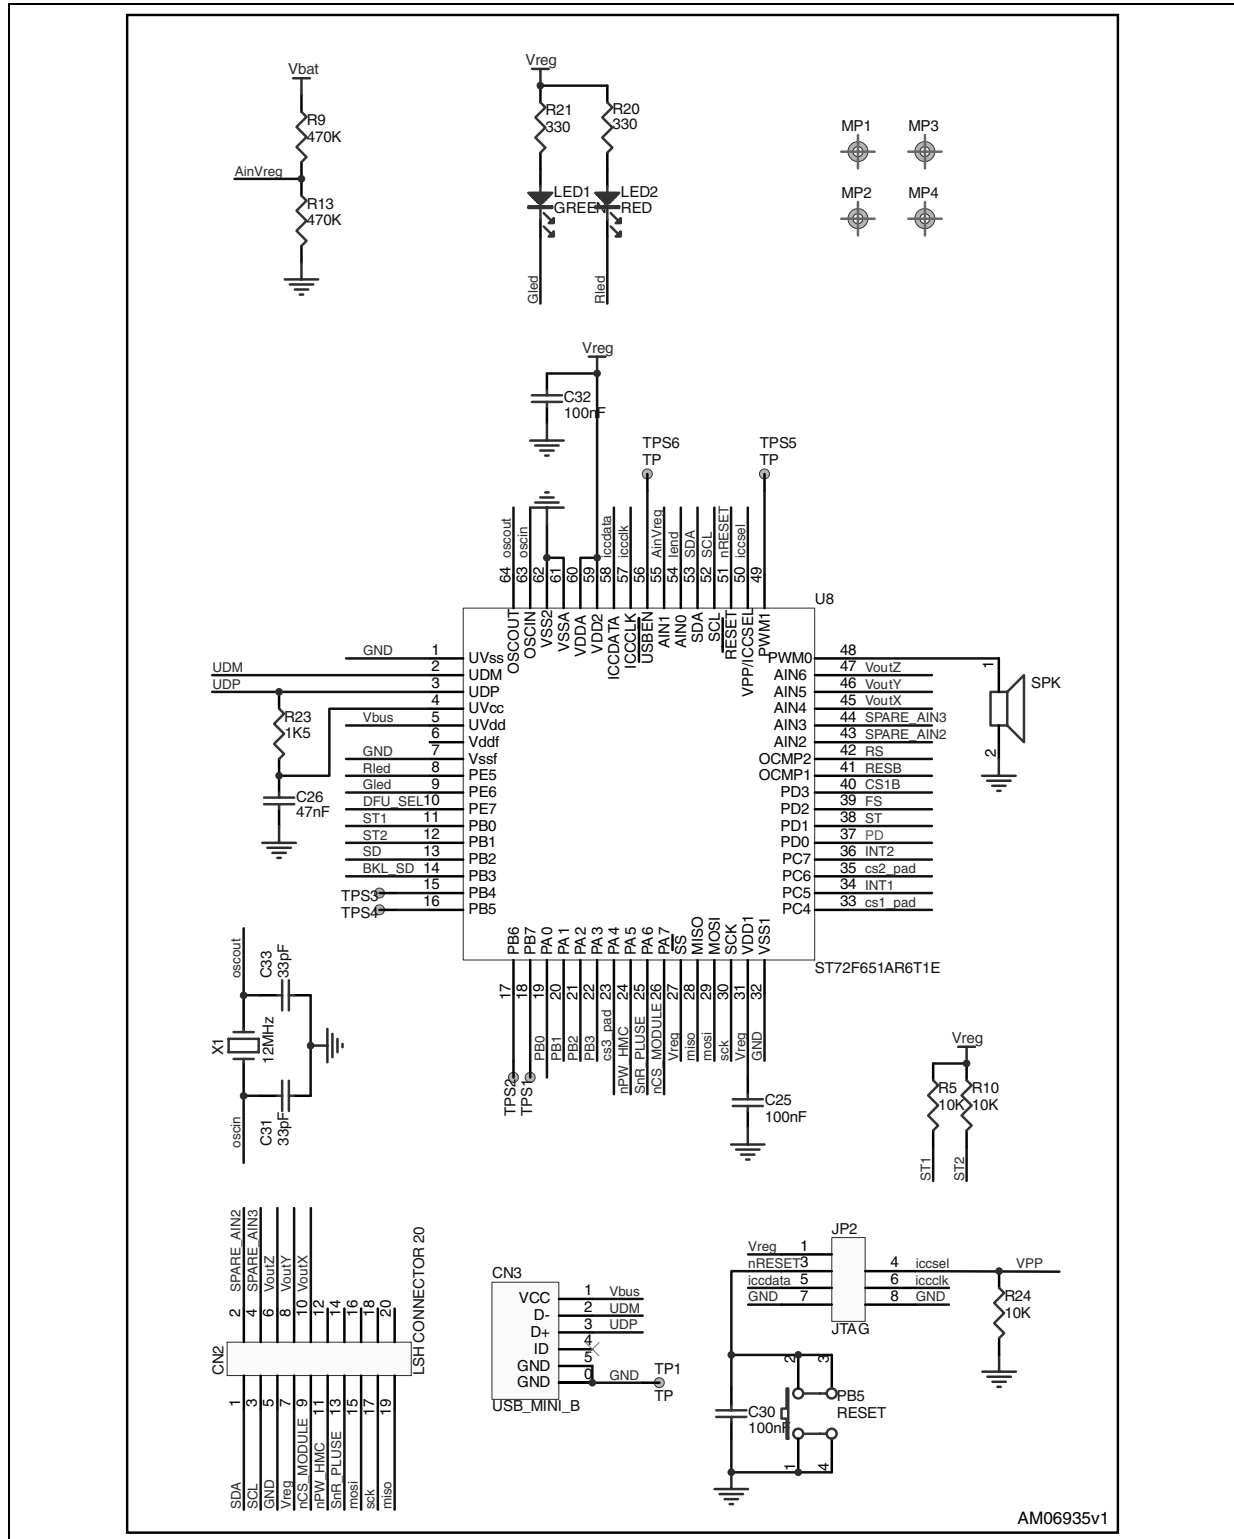 Vbat
R9
470K
AinVreg
R13
470K
Vreg
R21
330
R20
330
LED1
GREEN
LED2
RED
Gled
Rled
MP1
MP3
MP2
MP4
Vreg
C32
100nF
TPS6
TP
TPS5
TP
oscout
oscin
iccdata
iccclk
AinVreg
lend
SDA
SCL
nRESET
iccsel
64
63
62
61
60
59
58
57
56
55
54
53
52
51
50
49
U8
OSCOUT
OSCIN
VSS2
VSSA
VDDA
VDD2
ICCDATA
ICCCLK
USBEN
AIN1
AIN0
SDA
SCL
RESET
VPP/ICCSEL
PWM1
GND 1 UVss
UDM 2 UDM
UDP 3 UDP
4 UVcc
Vbus 5 UVdd
6 Vddf
GND 7 Vssf
Rled 8 PE5
Gled 9 PE6
DFU_SEL 10 PE7
ST1 11 PB0
ST2 12 PB1
SD 13 PB2
BKL_SD 14 PB3
TPS3 15 PB4
TPS4 16 PB5
R23
1K5
C26
47nF
PWM0 48
AIN6 47 VoutZ
AIN5 46 VoutY
AIN4 45 VoutX
AIN3 44 SPARE_AIN3
AIN2 43 SPARE_AIN2
OCMP2 42 RS
OCMP1 41 RESB
PD3 40 CS1B
PD2 39 FS
PD1 38 ST
PD0 37 PD
PC7 36 INT2
PC6 35 cs2_pad
PC5 34 INT1
PC4 33 cs1_pad
1
SPK
2
PB6
PB7
PA0
PA1
PA2
PA3
PA4
PA5
PA6
PA7
SS
MISO
MOSI
SCK
VDD1
VSS1
ST72F651AR6T1E
17
18
19
20
21
22
23
24
25
26
27
28
29
30
31
32
TPS2
TPS1
PB0
PB1
PB2
PB3
cs3_pad
nPW_HMC
SnR_PLUSE
nCS_MODULE
Vreg
miso
mosi
sck
Vreg
GND
C25
100nF
oscout
C33
33pF
X1
12MHz
C31
33pF
oscin
Vreg
R5
10K
R10
10K
ST1
ST2
SPARE_AIN2
SPARE_AIN3
VoutZ
VoutY
VoutX
2
4
6
8
10
12
14
16
18
20
CN2
LSH CONNECTOR 20
1
3
5
7
9
11
13
15
17
19
SDA
SCL
GND
Vreg
nCS_MODULE
nPW_HMC
SnR_PLUSE
mosi
sck
miso
CN3
VCC 1 Vbus
D- 2 UDM
D+ 3 UDP
ID 4
GND 5
GND 0 GND
TP1
TP
USB_MINI_B
JP2
Vreg 1
nRESET 3 4 iccsel VPP
iccdata 5 6 iccclk
GND 7 8 GND
JTAG
R24
10K
2
3
C30
100nF
PB5
RESET
1
4
AM06935v1